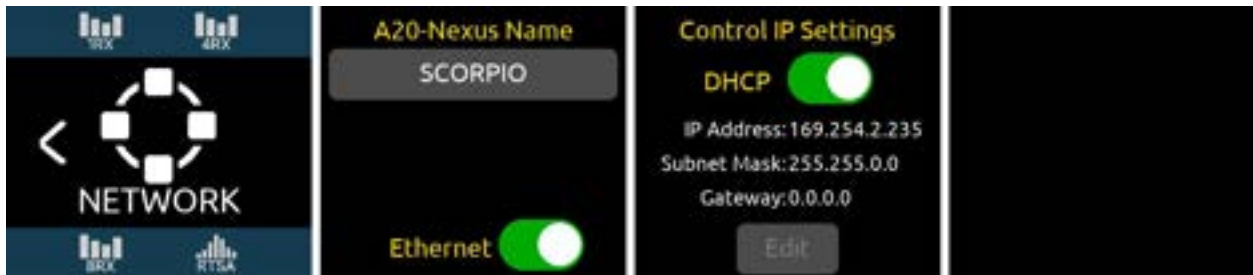 1RX 4RX
NETWORK
8RX RTSA
A20-Nexus Name
SCORPIO
Ethernet
Control IP Settings
DHCP
IP Address: 169.254.2.235
Subnet Mask: 255.255.0.0
Gateway: 0.0.0.0
Edit